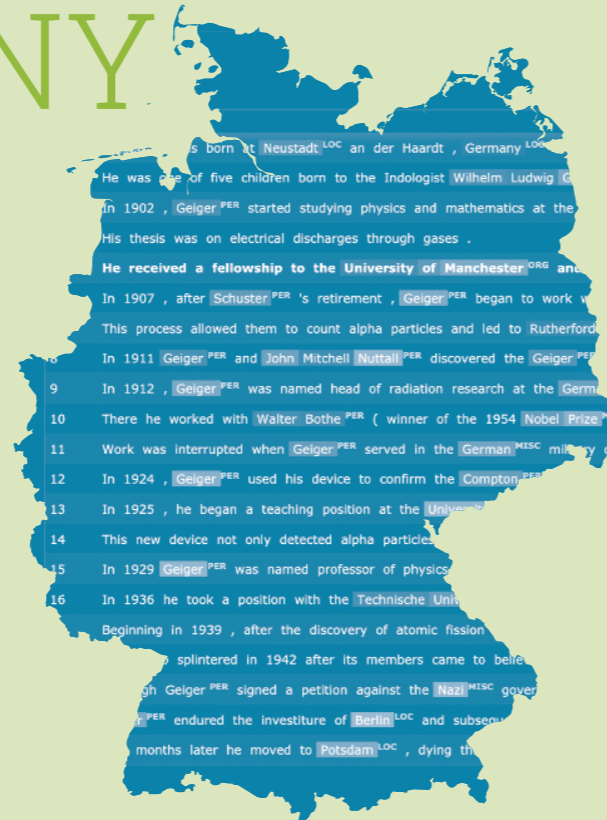 NY
s born at Neustadt LOC an der Haardt , Germany LOC
He was one of five children born to the Indologist Wilhelm Ludwig G
In 1902 , Geiger PER started studying physics and mathematics at the
His thesis was on electrical discharges through gases .
He received a fellowship to the University of Manchester ORG and
In 1907 , after Schuster PER 's retirement , Geiger PER began to work w
This process allowed them to count alpha particles and led to Rutherford
8 In 1911 Geiger PER and John Mitchell Nuttall PER discovered the Geiger PER
9 In 1912 , Geiger PER was named head of radiation research at the Germ
10 There he worked with Walter Bothe PER ( winner of the 1954 Nobel Prize M
11 Work was interrupted when Geiger PER served in the German MISC military
12 In 1924 , Geiger PER used his device to confirm the Compton PER
13 In 1925 , he began a teaching position at the Universit
14 This new device not only detected alpha particles
15 In 1929 Geiger PER was named professor of physics
16 In 1936 he took a position with the Technische Uni
Beginning in 1939 , after the discovery of atomic fission
splintered in 1942 after its members came to belie
gh Geiger PER signed a petition against the Nazi MISC gover
r PER endured the investiture of Berlin LOC and subsequ
months later he moved to Potsdam LOC , dying th